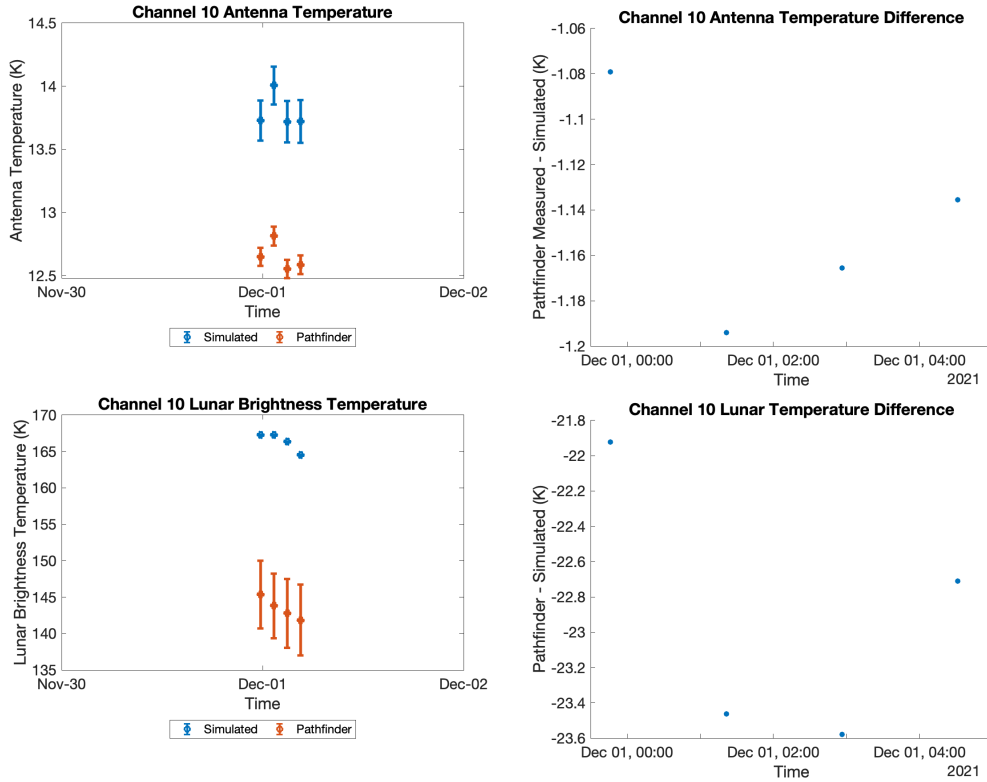 Channel 10 Antenna Temperature
Antenna Temperature (K)
14.5
14
13.5
13
12.5
Nov-30
Dec-01
Dec-02
Time
Simulated
Pathfinder
Channel 10 Antenna Temperature Difference
Pathfinder Measured - Simulated (K)
-1.06
-1.08
-1.1
-1.12
-1.14
-1.16
-1.18
-1.2
Dec 01, 00:00
Dec 01, 02:00
Dec 01, 04:00
Time
2021
Channel 10 Lunar Brightness Temperature
Lunar Brightness Temperature (K)
170
165
160
155
150
145
140
135
Nov-30
Dec-01
Dec-02
Time
Simulated
Pathfinder
Channel 10 Lunar Temperature Difference
Pathfinder - Simulated (K)
-21.8
-22
-22.2
-22.4
-22.6
-22.8
-23
-23.2
-23.4
-23.6
Dec 01, 00:00
Dec 01, 02:00
Dec 01, 04:00
Time
2021